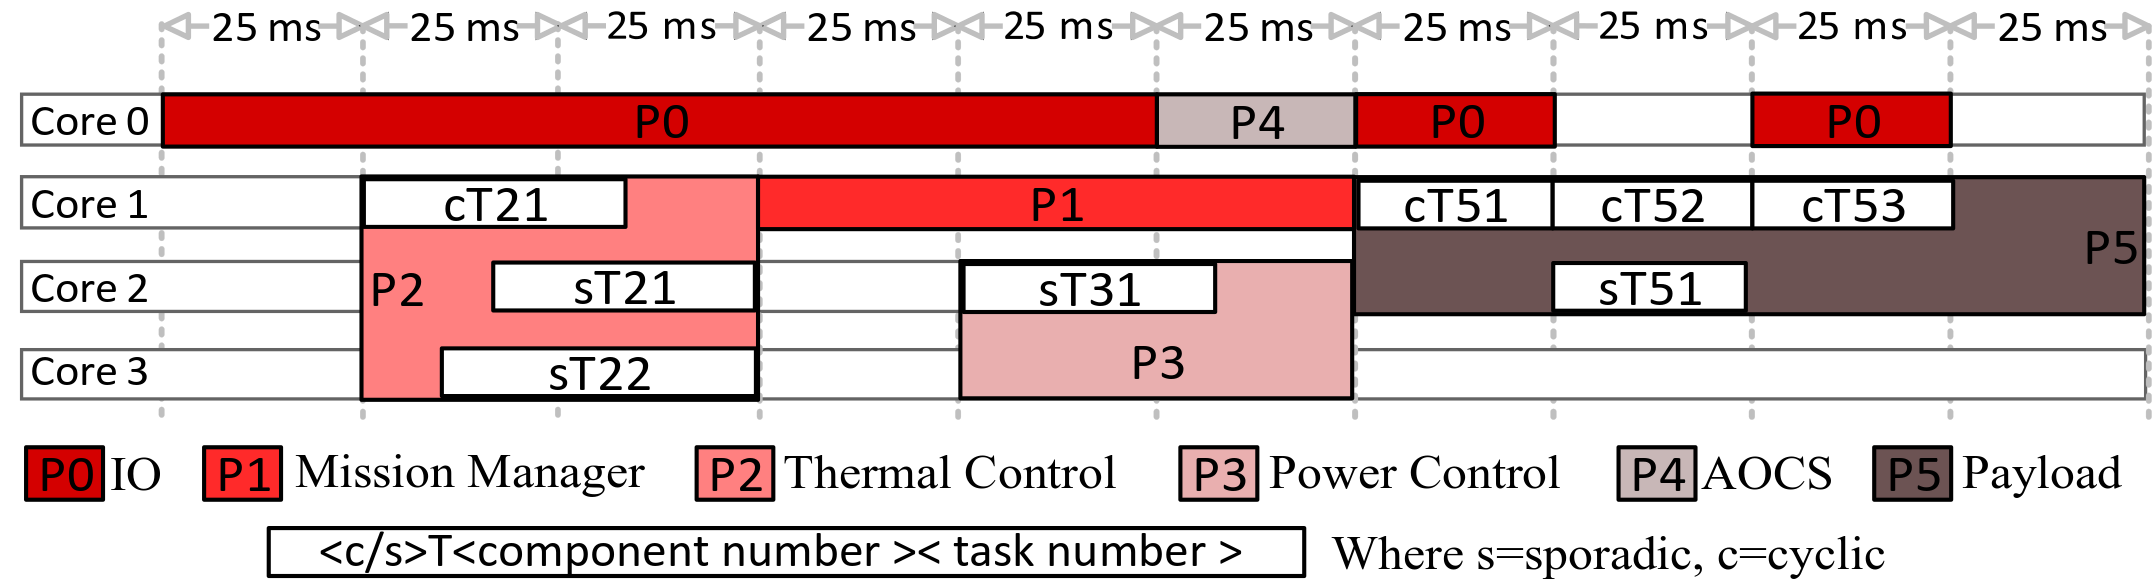 25 ms 25 ms 25 ms 25 ms 25 ms 25 ms 25 ms 25 ms 25 ms 25 ms
Core 0 P0 P4 P0 P0
Core 1 cT21 P1 cT51 cT52 cT53
P5
Core 2 P2 sT21 sT31 sT51
Core 3 sT22 P3
P0 IO P1 Mission Manager P2 Thermal Control P3 Power Control P4 AOCS P5 Payload
<c/s>T<component number >< task number > Where s=sporadic, c=cyclic